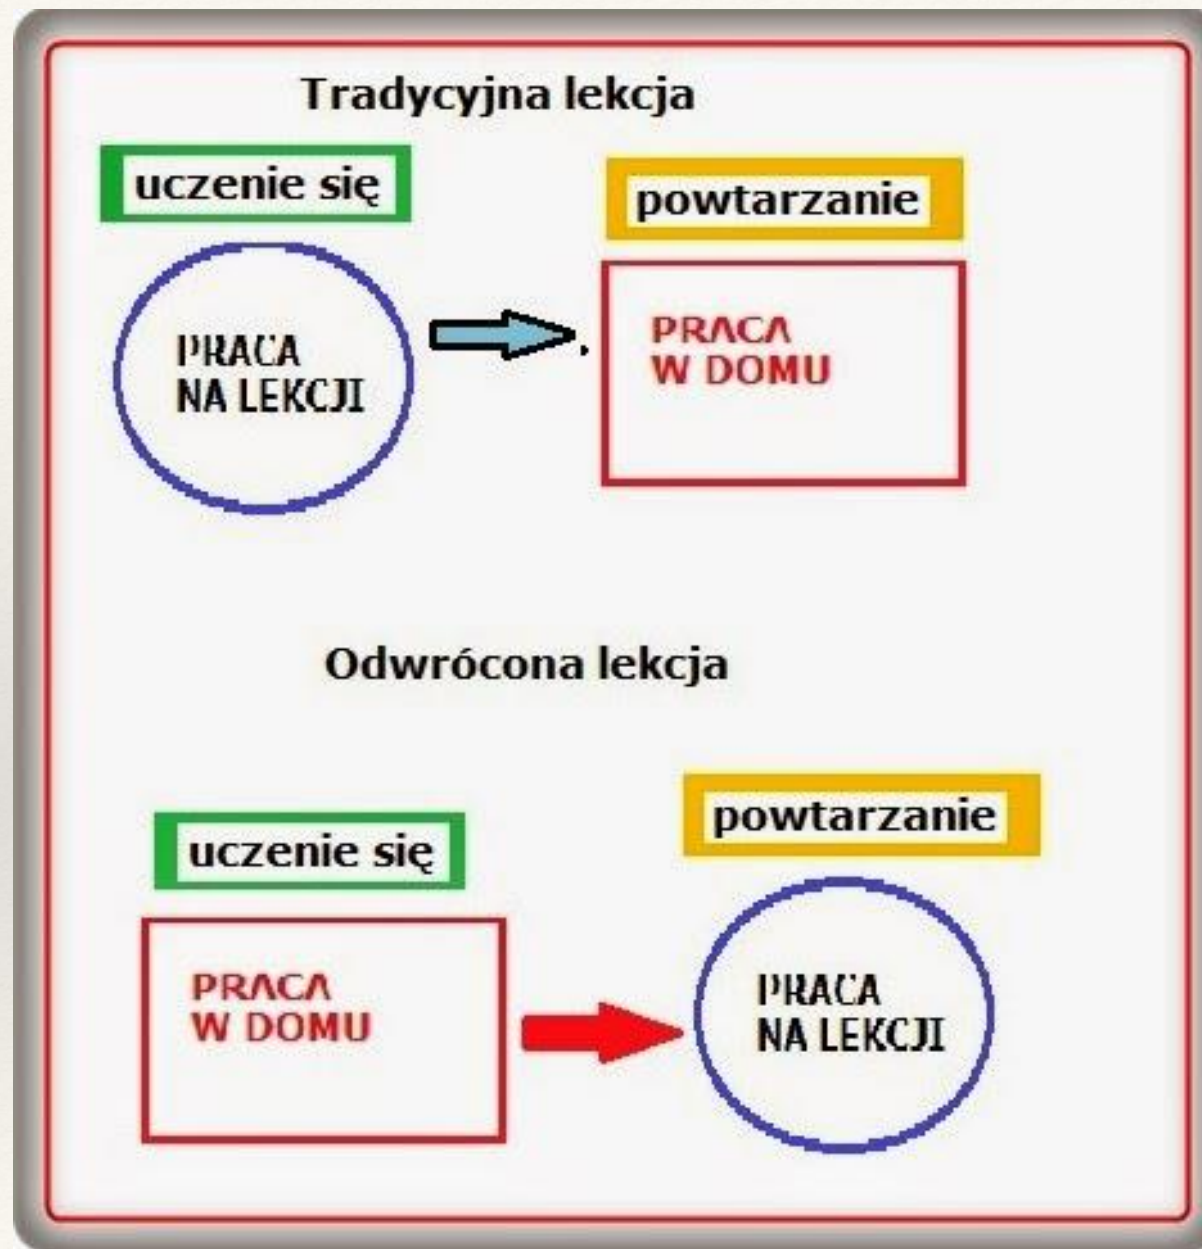 Tradycyjna lekcja
uczenie się
powtarzanie
PRACA
NA LEKCJI
PRACA
W DOMU
Odwrócona lekcja
uczenie się
powtarzanie
PRACA
W DOMU
PRACA
NA LEKCJI